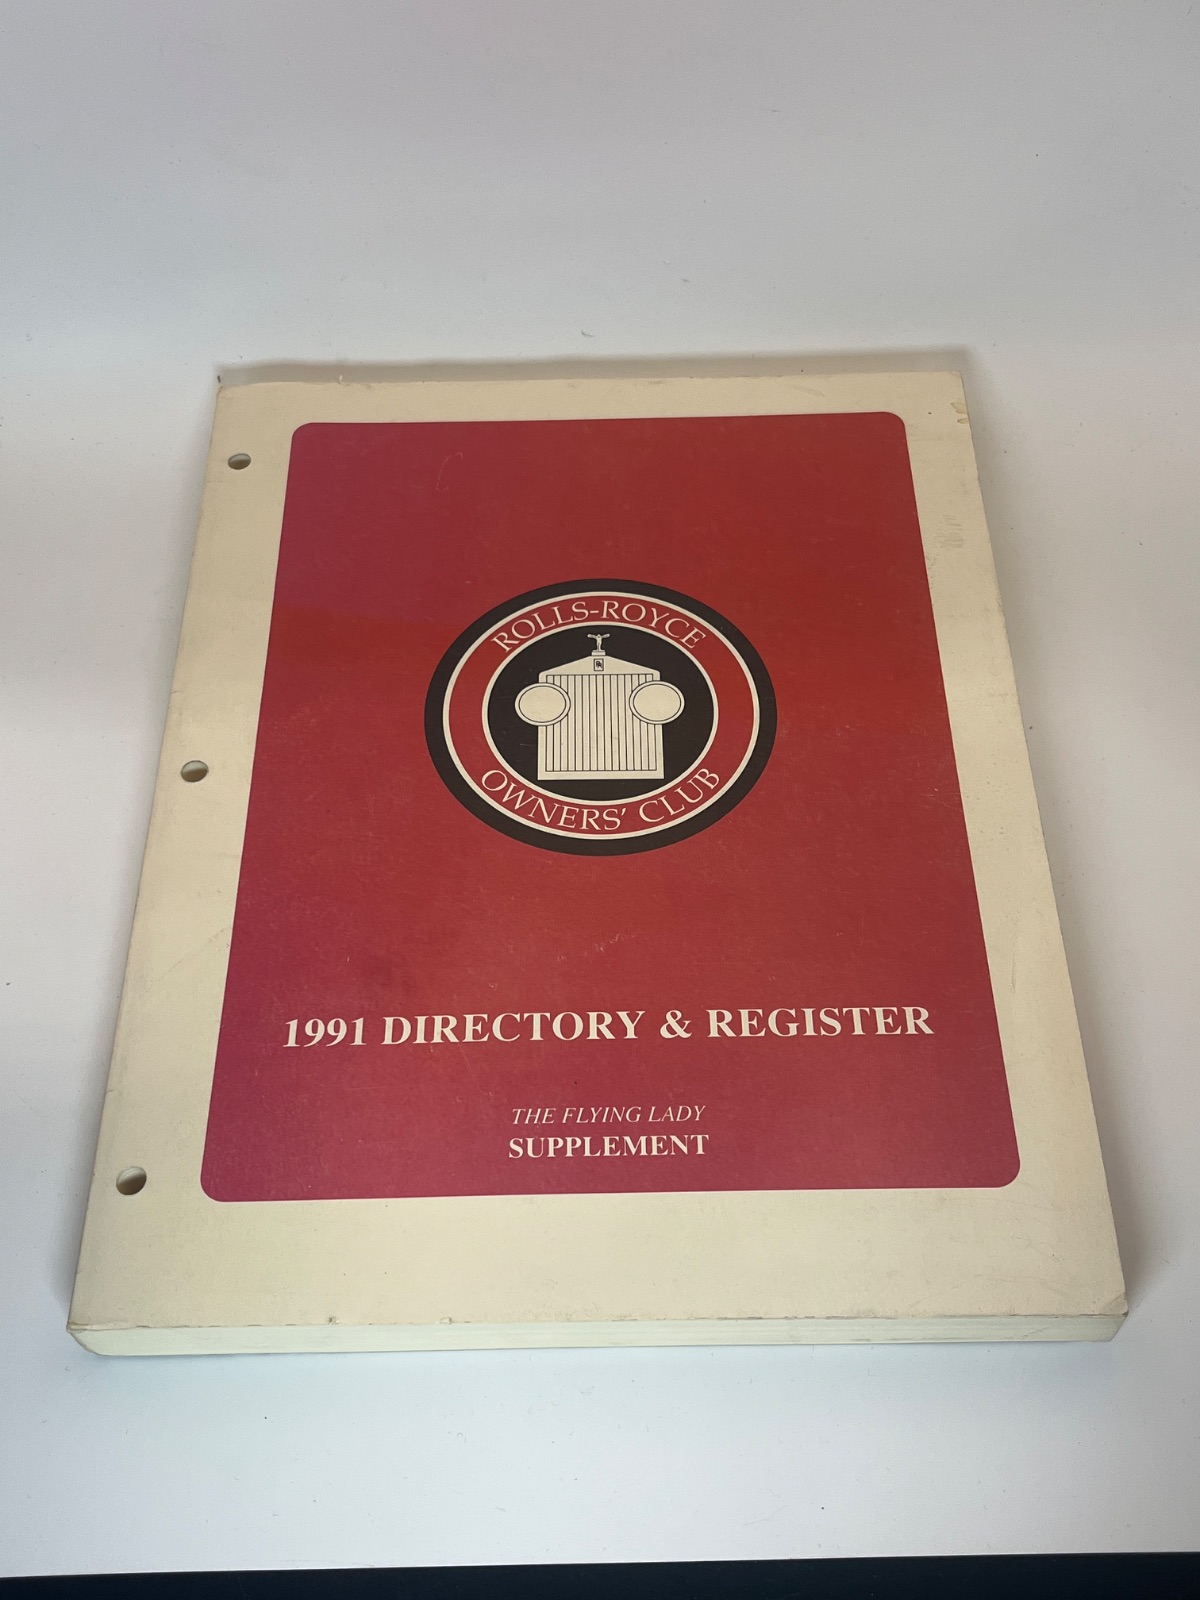 ROLLS-ROYCE
OWNERS' CLUB
1991 DIRECTORY & REGISTER
THE FLYING LADY
SUPPLEMENT